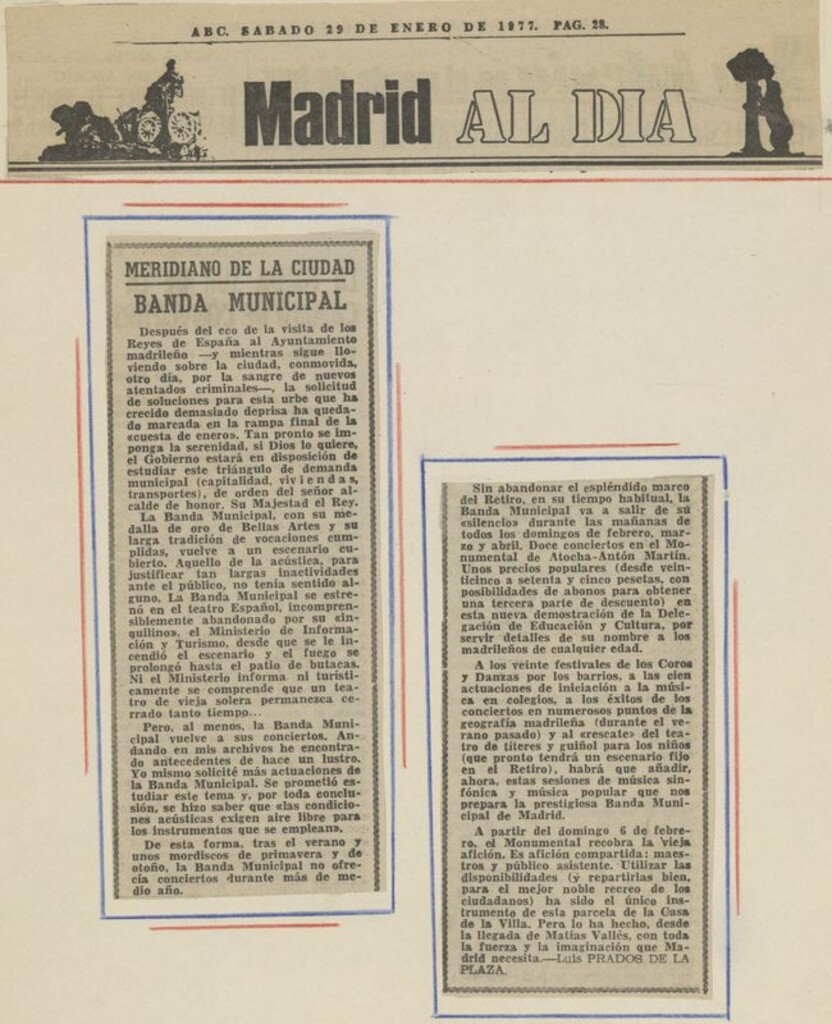 ABC. SABADO 29 DE ENERO DE 1977. PAG. 28.
Madrid AL DIA
MERIDIANO DE LA CIUDAD
BANDA MUNICIPAL
Después del eco de la visita de los
Reyes de España al Ayuntamiento
madrileño —y mientras sigue llo-
viendo sobre la ciudad, conmovida,
otro día, por la sangre de nuevos
atentados criminales—, la solicitud
de soluciones para esta urbe que ha
crecido demasiado deprisa ha queda-
do marcada en la rampa final de la
«cuesta de enero». Tan pronto se im-
ponga la serenidad, si Dios lo quiere,
el Gobierno estará en disposición de
estudiar este triángulo de demanda
municipal (capitalidad, viviendas,
transportes), de orden del señor al-
calde de honor. Su Majestad el Rey.
La Banda Municipal, con su me-
dalla de oro de Bellas Artes y su
larga tradición de vocaciones cum-
plidas, vuelve a un escenario cu-
bierto. Aquello de la acústica, para
justificar tan largas inactividades
ante el público, no tenía sentido al-
guno. La Banda Municipal se estre-
nó en el teatro Español, incompren-
siblemente abandonado por su «in-
quilino», el Ministerio de Informa-
ción y Turismo, desde que se le in-
cendió el escenario y el fuego se
prolongó hasta el patio de butacas.
Ni el Ministerio informa ni turísti-
camente se comprende que un tea-
tro de vieja solera permanezca ce-
rrado tanto tiempo...
Pero, al menos, la Banda Muni-
cipal vuelve a sus conciertos. An-
dando en mis archivos he encontra-
do antecedentes de hace un lustro.
Yo mismo solicité más actuaciones de
la Banda Municipal. Se prometió es-
tudiar este tema y, por toda conclu-
sión, se hizo saber que «las condicio-
nes acústicas exigen aire libre para
los instrumentos que se emplean».
De esta forma, tras el verano y
unos mordiscos de primavera y de
otoño, la Banda Municipal no ofre-
cía conciertos durante más de me-
dio año.
Sin abandonar el espléndido marco
del Retiro, en su tiempo habitual, la
Banda Municipal va a salir de su
«silencio» durante las mañanas de
todos los domingos de febrero, mar-
zo y abril. Doce conciertos en el Mo-
numental de Atocha-Antón Martín.
Unos precios populares (desde vein-
ticinco a setenta y cinco pesetas, con
posibilidades de abonos para obtener
una tercera parte de descuento) en
esta nueva demostración de la Dele-
gación de Educación y Cultura, por
servir detalles de su nombre a los
madrileños de cualquier edad.
A los veinte festivales de los Coros
y Danzas por los barrios, a las cien
actuaciones de iniciación a la músi-
ca en colegios, a los éxitos de los
conciertos en numerosos puntos de la
geografía madrileña (durante el ve-
rano pasado) y al «rescate» del tea-
tro de títeres y guiñol para los niños
(que pronto tendrá un escenario fijo
en el Retiro), habrá que añadir,
ahora, estas sesiones de música sin-
fónica y música popular que nos
prepara la prestigiosa Banda Muni-
cipal de Madrid.
A partir del domingo 6 de febre-
ro, el Monumental recobra la vieja
afición. Es afición compartida: maes-
tros y público asistente. Utilizar las
disponibilidades (y repartirlas bien,
para el mejor noble recreo de los
ciudadanos) ha sido el único ins-
trumento de esta parcela de la Casa
de la Villa. Pero lo ha hecho, desde
la llegada de Matías Vallés, con toda
la fuerza y la imaginación que Ma-
drid necesita.—Luis PRADOS DE LA
PLAZA.